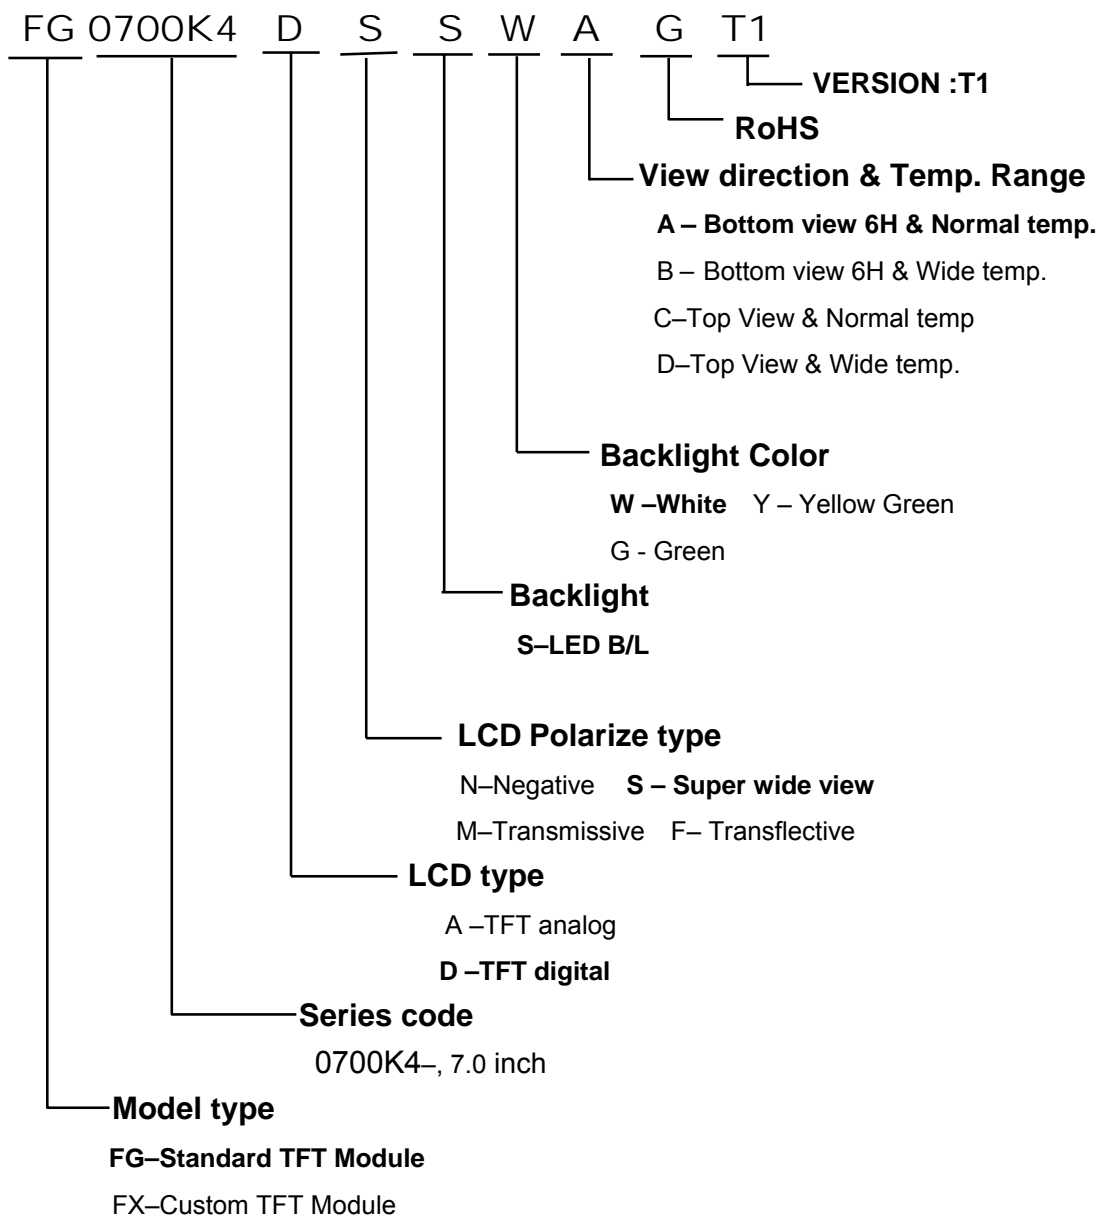 FG 0700K4 D S S W A G T1
VERSION :T1
RoHS
View direction & Temp. Range
A – Bottom view 6H & Normal temp.
B – Bottom view 6H & Wide temp.
C–Top View & Normal temp
D–Top View & Wide temp.
Backlight Color
W –White Y – Yellow Green
G - Green
Backlight
S–LED B/L
LCD Polarize type
N–Negative S – Super wide view
M–Transmissive F– Transflective
LCD type
A –TFT analog
D –TFT digital
Series code
0700K4–, 7.0 inch
Model type
FG–Standard TFT Module
FX–Custom TFT Module